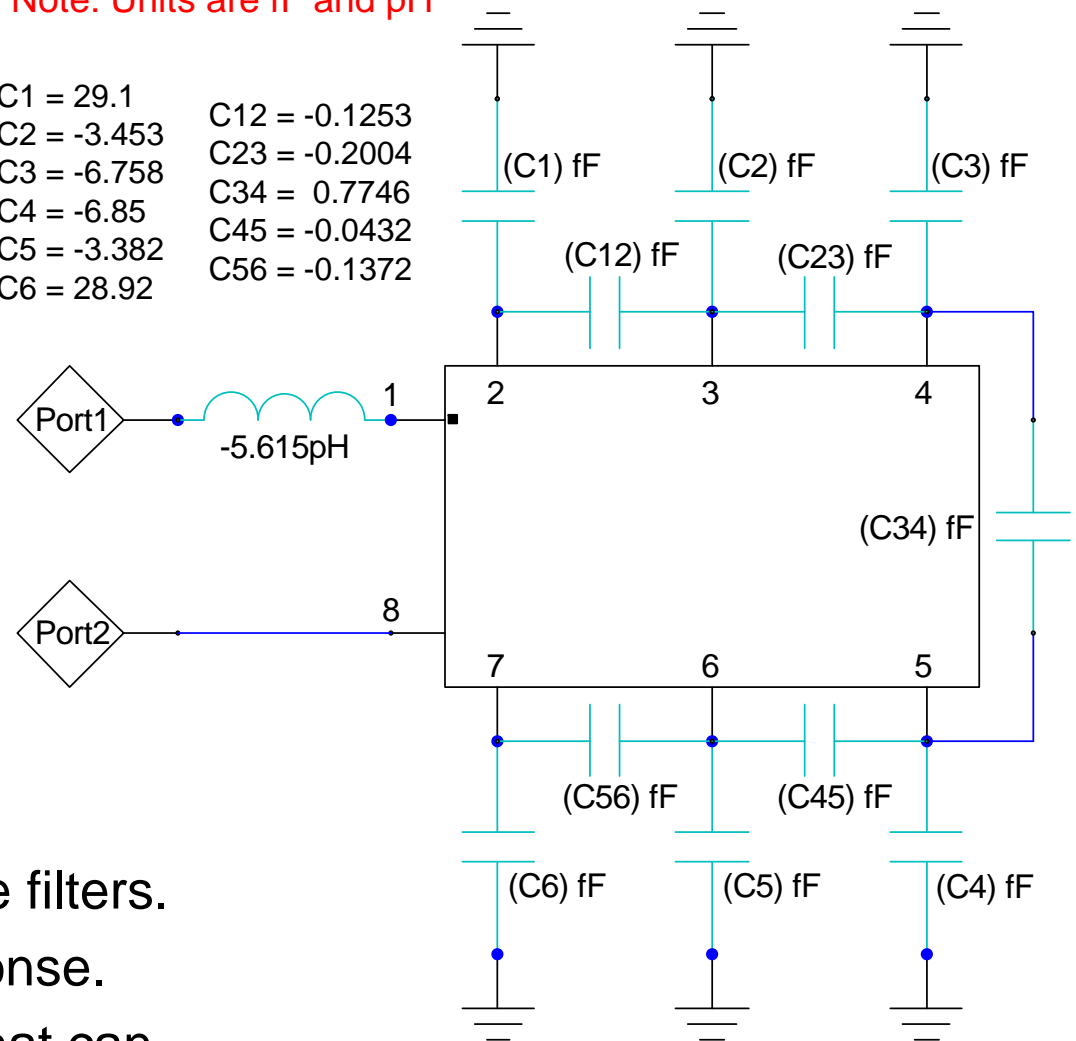 Note: Units are fF and pH
C1 = 29.1
C2 = -3.453
C3 = -6.758
C4 = -6.85
C5 = -3.382
C6 = 28.92
C12 = -0.1253
C23 = -0.2004
C34 = 0.7746
C45 = -0.0432
C56 = -0.1372
(C1) fF
(C2) fF
(C3) fF
(C12) fF
(C23) fF
Port1
1
-5.615pH
2
3
4
(C34) fF
Port2
8
7
6
5
(C56) fF
(C45) fF
(C6) fF
(C5) fF
(C4) fF
filters.